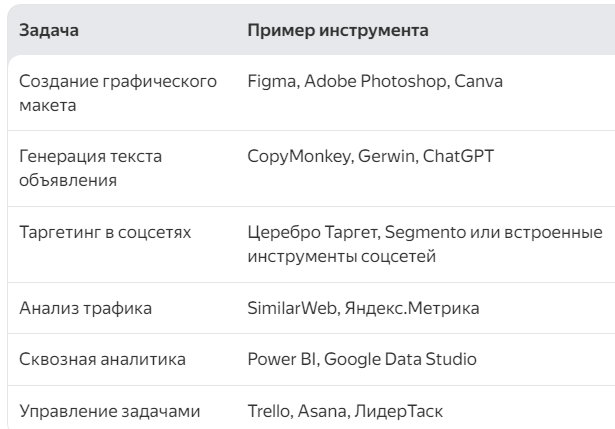 Задача Пример инструмента
Создание графического Figma, Adobe Photoshop, Canva
макета
Генерация текста CopyMonkey, Gerwin, ChatGPT
объявления
Таргетинг в соцсетях Церебро Таргет, Segmento или встроенные
инструменты соцсетей
Анализ трафика SimilarWeb, Яндекс.Метрика
Сквозная аналитика Power BI, Google Data Studio
Управление задачами Trello, Asana, ЛидерТаск